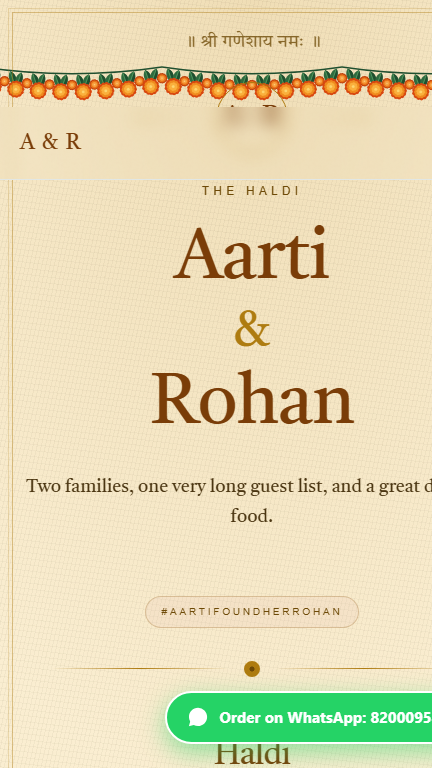 ॥ श्री गणेशाय नमः ॥
A & R
THE HALDI
Aarti
&
Rohan
Two families, one very long guest list, and a great d
food.
#AARTIFOUNDHERROHAN
Order on WhatsApp: 8200095
Haldi